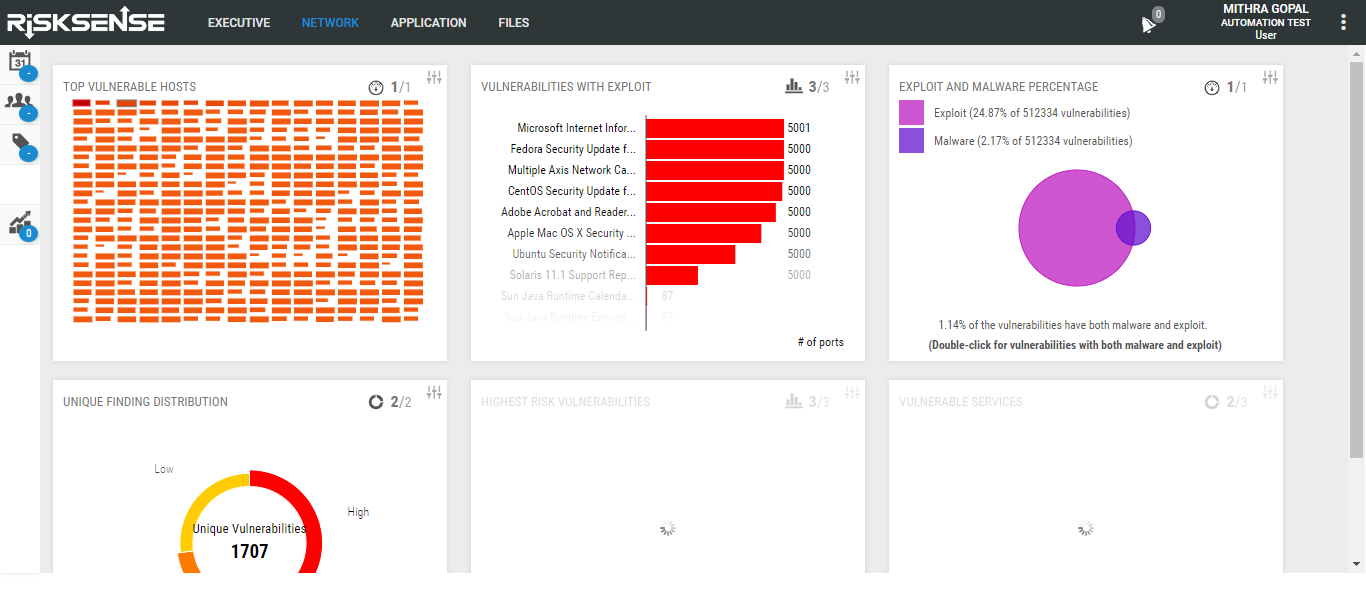 RiSKSENSE
EXECUTIVE
NETWORK
APPLICATION
FILES
0
MITHRA GOPAL
AUTOMATION TEST
User
31
-
-
-
0
TOP VULNERABLE HOSTS
1/1
VULNERABILITIES WITH EXPLOIT
3/3
Microsoft Internet Infor... 5001
Fedora Security Update f... 5000
Multiple Axis Network Ca... 5000
CentOS Security Update f... 5000
Adobe Acrobat and Reader... 5000
Apple Mac OS X Security ... 5000
Ubuntu Security Notifica... 5000
Solaris 11.1 Support Rep... 5000
Sun Java Runtime Calenda... 87
Sun Java Runtime Environ... 87
# of ports
EXPLOIT AND MALWARE PERCENTAGE
1/1
Exploit (24.87% of 512334 vulnerabilities)
Malware (2.17% of 512334 vulnerabilities)
1.14% of the vulnerabilities have both malware and exploit.
(Double-click for vulnerabilities with both malware and exploit)
UNIQUE FINDING DISTRIBUTION
2/2
Low
High
Unique Vulnerabilities
1707
HIGHEST RISK VULNERABILITIES
3/3
VULNERABLE SERVICES
2/3